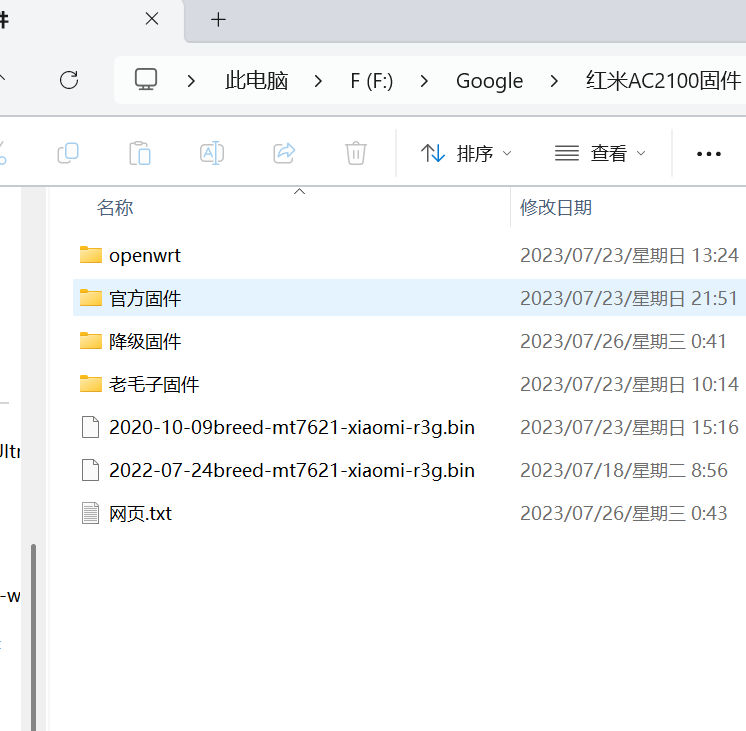 件
此电脑 > F (F:) > Google > 红米AC2100固件
排序 查看
名称 修改日期
openwrt 2023/07/23/星期日 13:24
官方固件 2023/07/23/星期日 21:51
降级固件 2023/07/26/星期三 0:41
老毛子固件 2023/07/23/星期日 10:14
2020-10-09breed-mt7621-xiaomi-r3g.bin 2023/07/23/星期日 15:16
2022-07-24breed-mt7621-xiaomi-r3g.bin 2023/07/18/星期二 8:56
网页.txt 2023/07/26/星期三 0:43
Ultr
-w